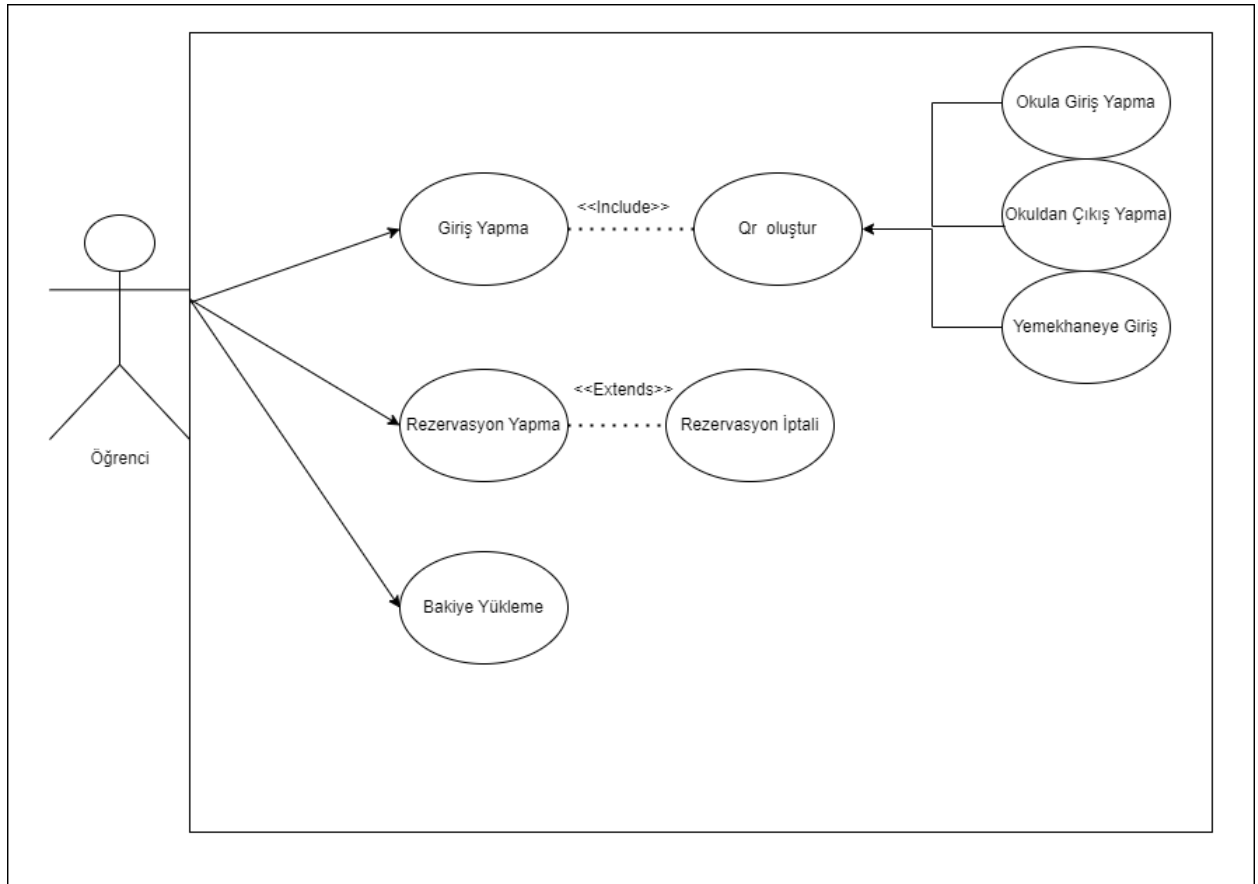 Okula Giriş Yapma
<<Include>>
Giriş Yapma
Qr oluştur
Okuldan Çıkış Yapma
Yemekhaneye Giriş
<<Extends>>
Rezervasyon Yapma
Rezervasyon İptali
Öğrenci
Bakiye Yükleme